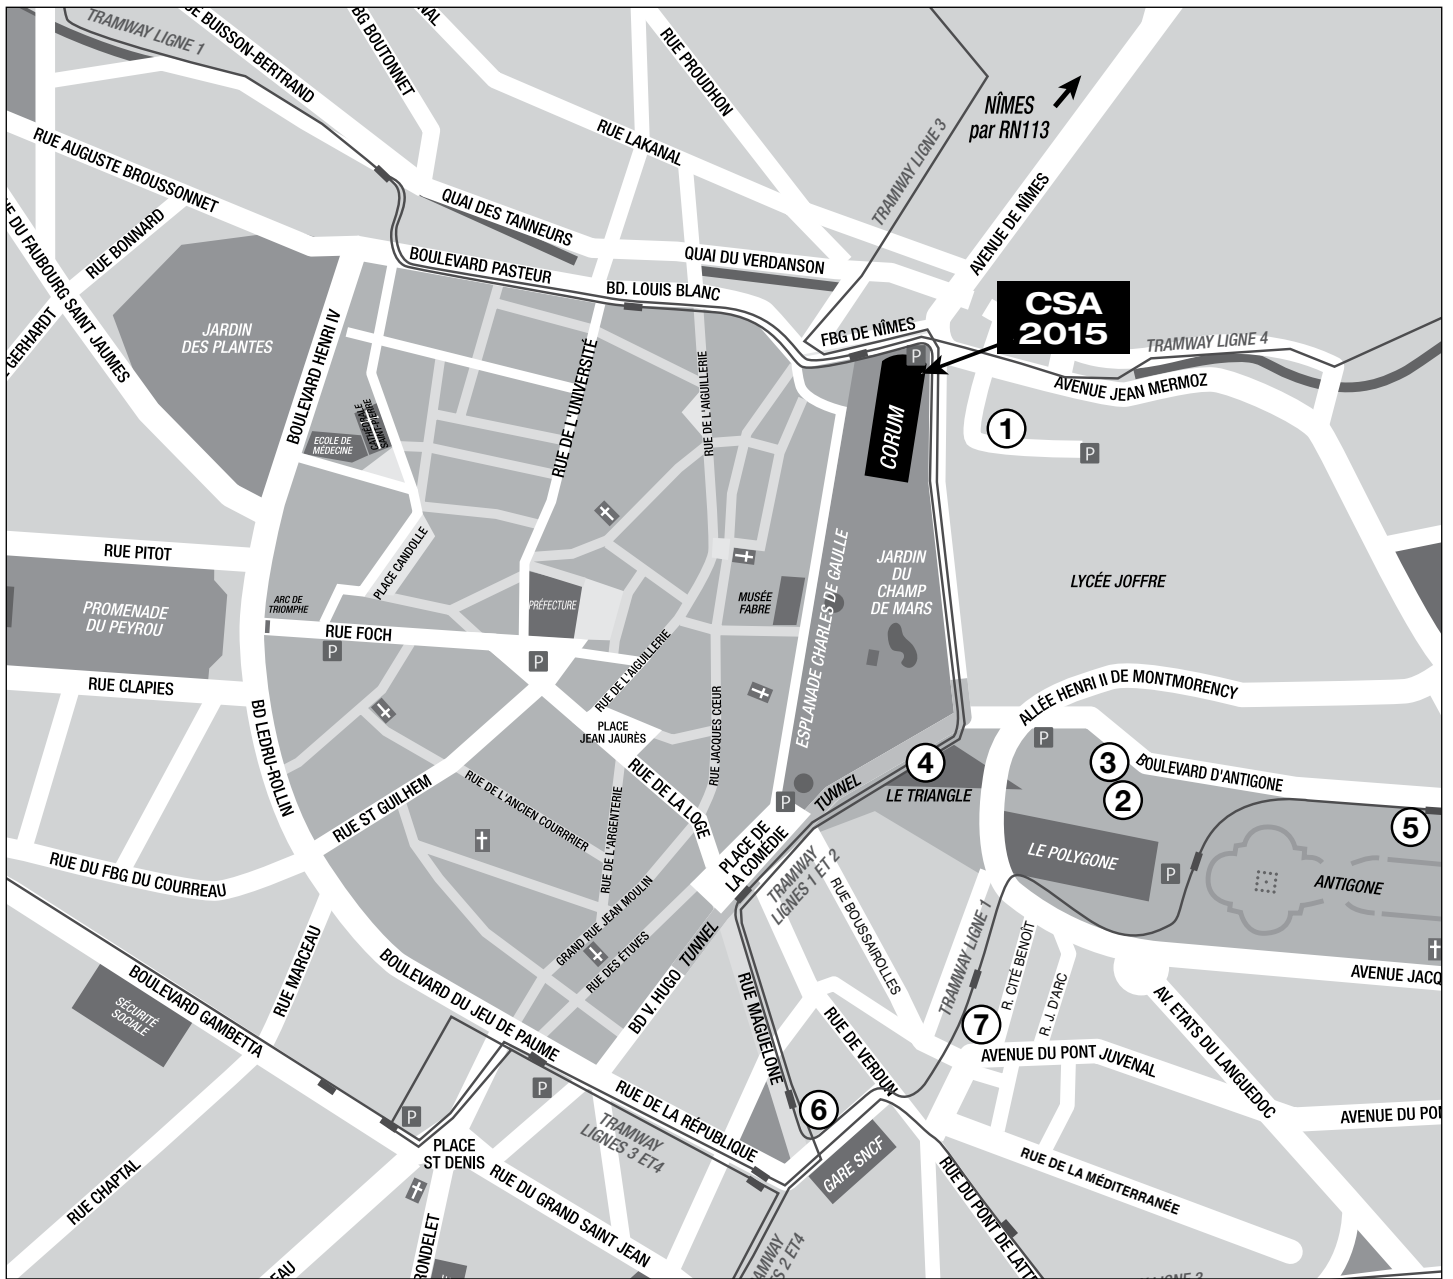 TRAMWAY LIGNE 1
BUISSON-BERTRAND
BG BOUTONNET
RUE PROUDHON
RUE LAKANAL
TRAMWAY LIGNE 3
NÎMES
par RN113
RUE AUGUSTE BROUSSONNET
QUAI DES TANNEURS
QUAI DU VERDANSON
AVENUE DE NÎMES
DU FAUBOURG SAINT JAUMES
RUE BONNARD
GERHARDT
BOULEVARD PASTEUR
BD. LOUIS BLANC
FBG DE NÎMES
CSA
2015
TRAMWAY LIGNE 4
AVENUE JEAN MERMOZ
JARDIN
DES PLANTES
BOULEVARD HENRI IV
RUE DE L'UNIVERSITÉ
RUE DE L'AIGUILLERIE
P
CORUM
1
P
CATHÉDRALE
SAINT-PIERRE
ECOLE DE
MÉDECINE
RUE PITOT
PLACE CANDOLLE
ESPLANADE CHARLES DE GAULLE
JARDIN
DU
CHAMP
DE MARS
LYCÉE JOFFRE
PROMENADE
DU PEYROU
ARC DE
TRIOMPHE
PRÉFECTURE
MUSÉE
FABRE
RUE FOCH
P
P
RUE DE L'AIGUILLERIE
RUE CLAPIES
RUE JACQUES CŒUR
ALLÉE HENRI II DE MONTMORENCY
BD LEDRU-ROLLIN
PLACE
JEAN JAURÈS
P
4
3
BOULEVARD D'ANTIGONE
RUE ST GUILHEM
RUE DE L'ANCIEN COURRRIER
RUE DE L'ARGENTERIE
RUE DE LA LOGE
P
TUNNEL
LE TRIANGLE
2
5
RUE DU FBG DU COURREAU
PLACE DE
LA COMÉDIE
TRAMWAY
LIGNES 1 ET 2
LE POLYGONE
P
ANTIGONE
RUE BOUSSAIROLLES
GRAND RUE JEAN MOULIN
RUE DES ÉTUVES
BD V. HUGO
TUNNEL
TRAMWAY LIGNE 1
R. CITÉ BENOÎT
R. J. D'ARC
AVENUE JACQ
RUE MARCEAU
BOULEVARD DU JEU DE PAUME
SÉCURITÉ
SOCIALE
BOULEVARD GAMBETTA
RUE MAGUELONE
RUE DE VERDUN
7
AV. ETATS DU LANGUEDOC
AVENUE DU PONT JUVENAL
P
P
RUE DE LA RÉPUBLIQUE
6
TRAMWAY
LIGNES 3 ET4
PLACE
ST DENIS
GARE SNCF
RUE CHAPTAL
RUE DU GRAND SAINT JEAN
RUE DE LA MÉDITERRANÉE
RUE DU PONT DE LATT
RONDELET